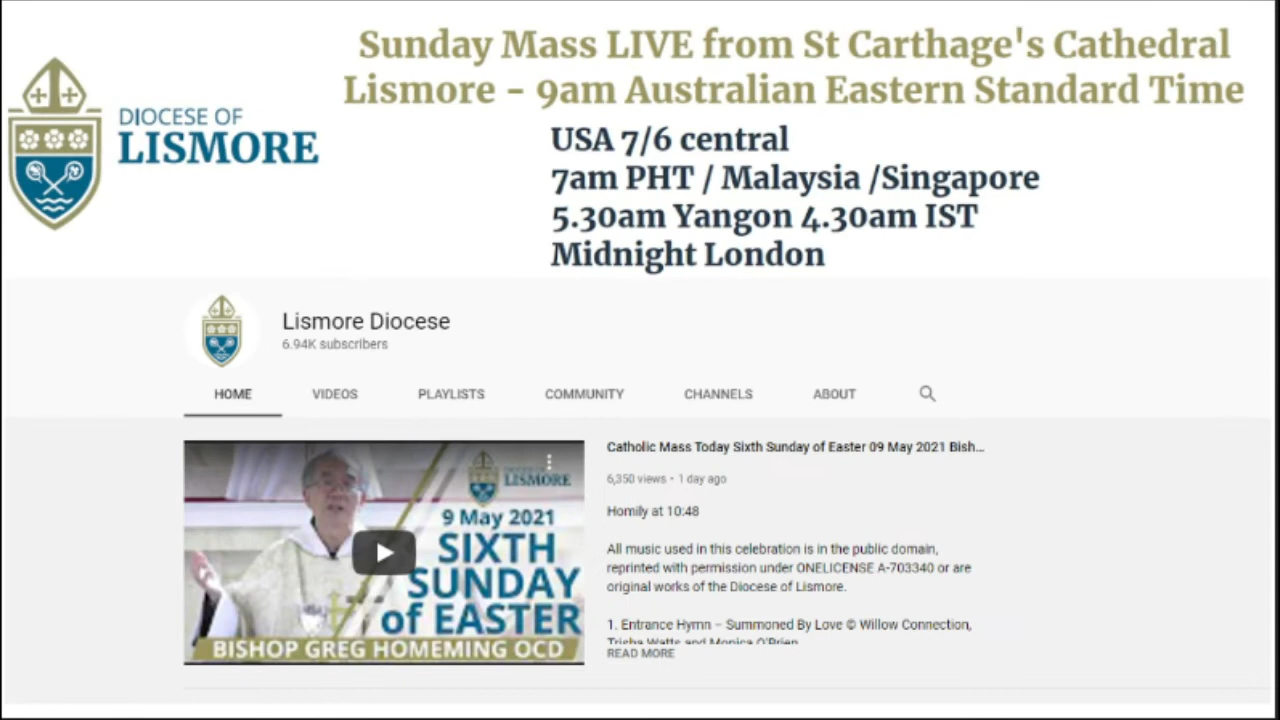 Sunday Mass LIVE from St Carthage's Cathedral
Lismore - 9am Australian Eastern Standard Time
DIOCESE OF
LISMORE
USA 7/6 central
7am PHT / Malaysia /Singapore
5.30am Yangon 4.30am IST
Midnight London
Lismore Diocese
6.94K subscribers
HOME VIDEOS PLAYLISTS COMMUNITY CHANNELS ABOUT
DIOCESE OF
LISMORE
9 May 2021
SIXTH
SUNDAY
of EASTER
BISHOP GREG HOMEMING OCD
Catholic Mass Today Sixth Sunday of Easter 09 May 2021 Bish...
6,350 views • 1 day ago
Homily at 10:48
All music used in this celebration is in the public domain,
reprinted with permission under ONELICENSE A-703340 or are
original works of the Diocese of Lismore.
1. Entrance Hymn – Summoned By Love © Willow Connection,
Trisha Watts and Monica O'Brien
READ MORE